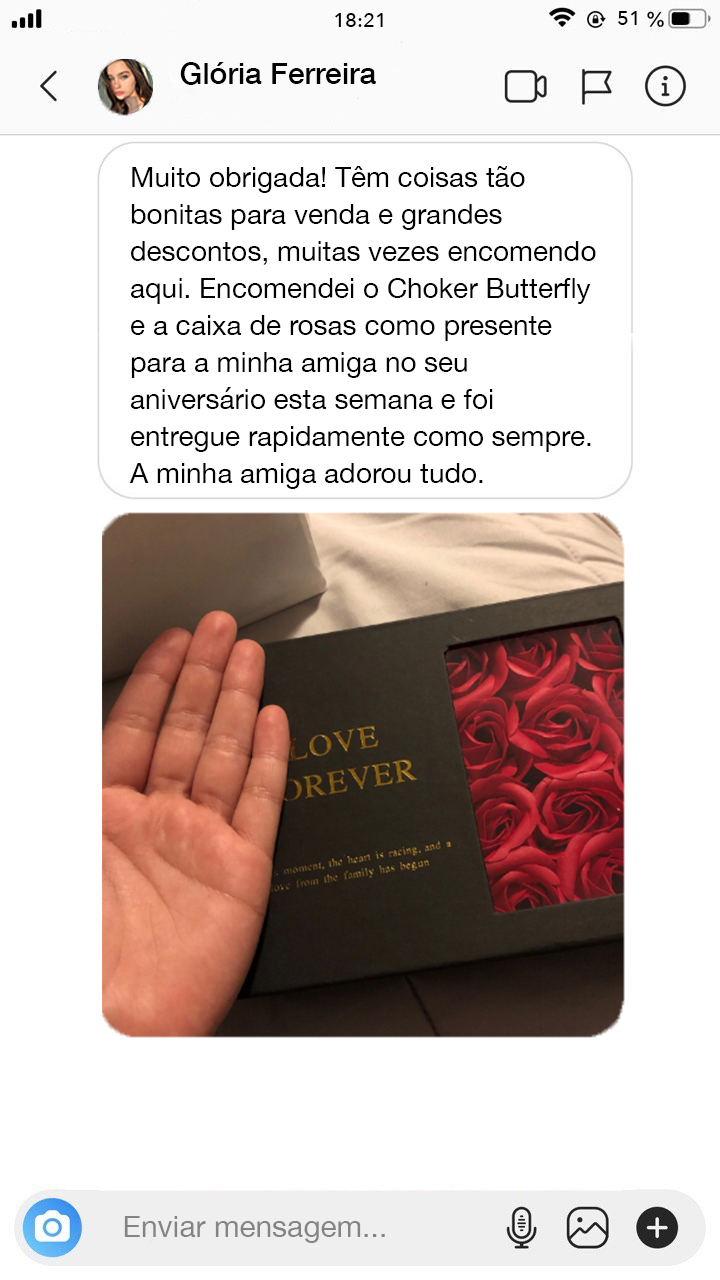 18:21
51 %
Glória Ferreira
Muito obrigada! Têm coisas tão
bonitas para venda e grandes
descontos, muitas vezes encomendo
aqui. Encomendei o Choker Butterfly
e a caixa de rosas como presente
para a minha amiga no seu
aniversário esta semana e foi
entregue rapidamente como sempre.
A minha amiga adorou tudo.
LOVE
OREVER
moment, the heart is racing, and a
love from the family has begun
Enviar mensagem...